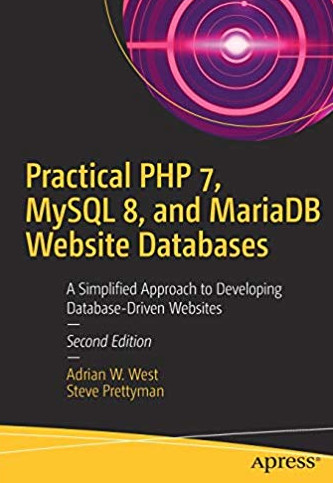 Practical PHP 7,
MySQL 8, and MariaDB
Website Databases
A Simplified Approach to Developing
Database-Driven Websites
—
Second Edition
—
Adrian W. West
Steve Prettyman
Apress®